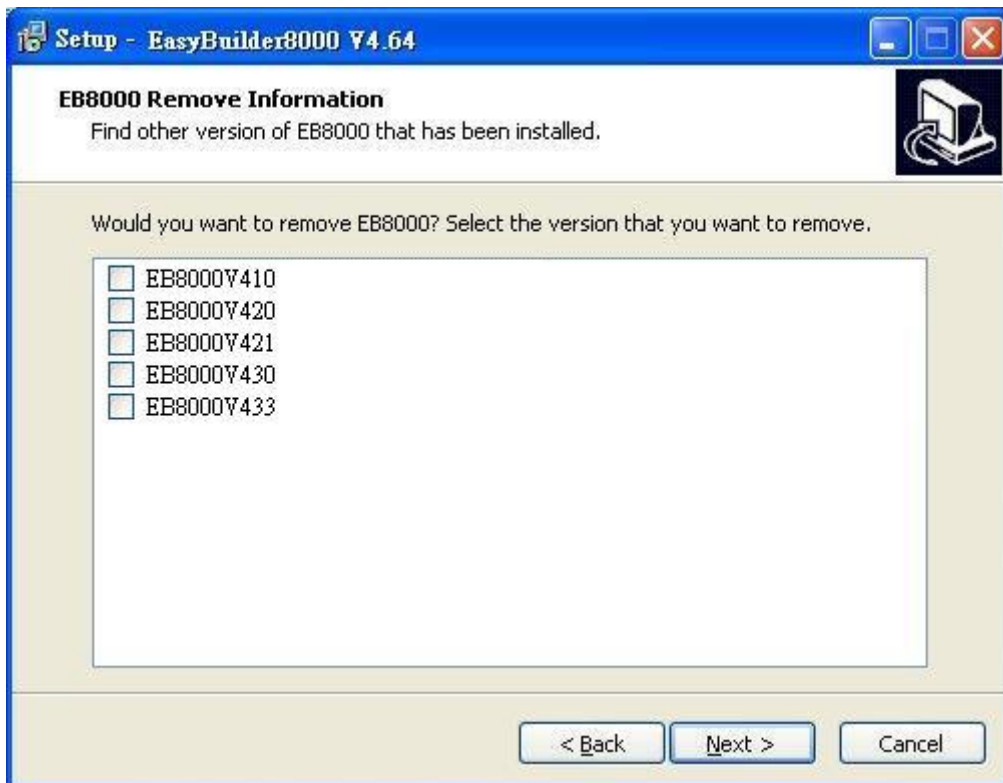 Setup - EasyBuilder8000 V4.64
EB8000 Remove Information
Find other version of EB8000 that has been installed.
Would you want to remove EB8000? Select the version that you want to remove.
EB8000V410
EB8000V420
EB8000V421
EB8000V430
EB8000V433
< Back
Next >
Cancel